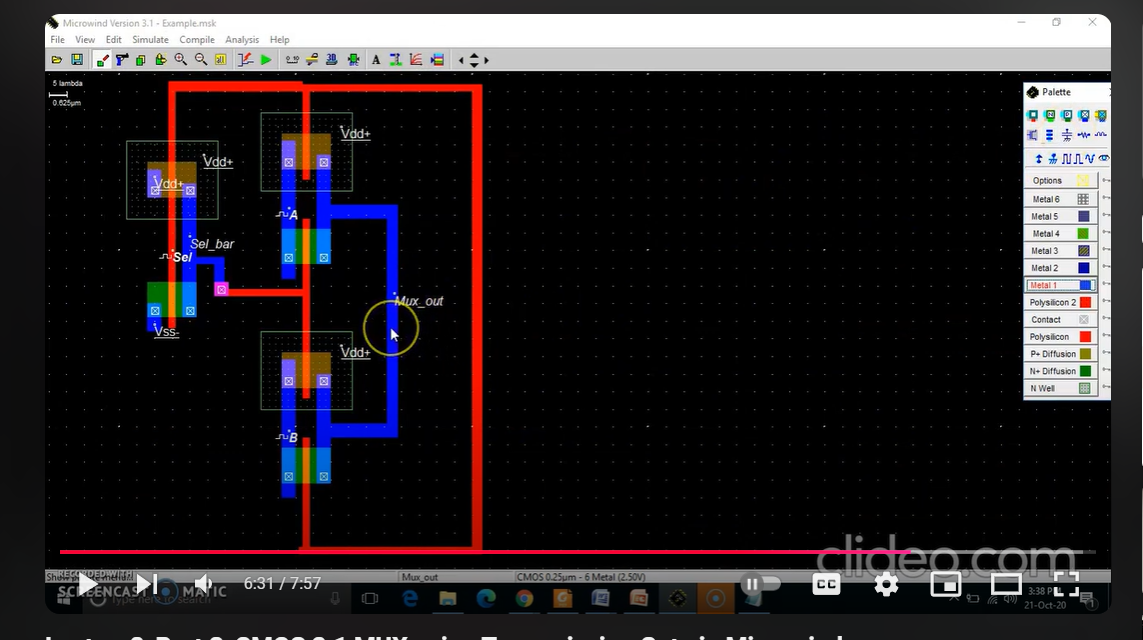 Microwind Version 3.1 - Example.msk
File View Edit Simulate Compile Analysis Help
5 lambda
0.625μm
Palette
Vdd+
Vdd+
Vdd+
A
Sel_bar
Sel
Mux_out
Vss-
Vdd+
B
Options
Metal 6
Metal 5
Metal 4
Metal 3
Metal 2
Metal 1
Polysilicon 2
Contact
Polysilicon
P+ Diffusion
N+ Diffusion
N Well
clideo.com
RECORDED WITH
SCREENCAST MATIC
6:31 / 7:57
Mux_out
CMOS 0.25μm - 6 Metal (2.50V)
CC
Type here to search
3:38 PM
21-Oct-20